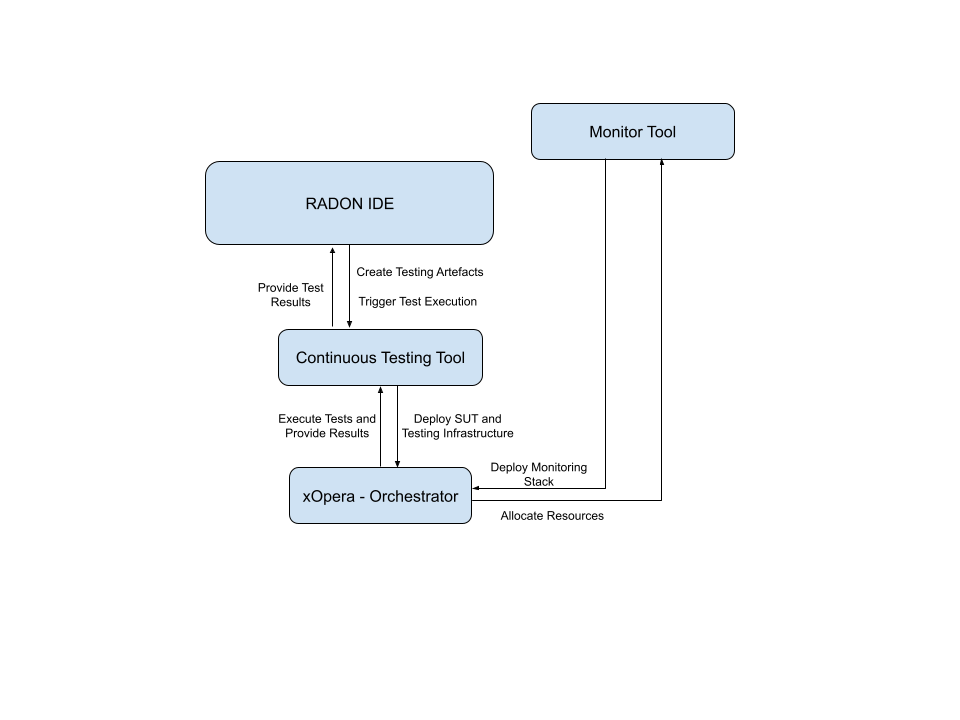 Monitor Tool
RADON IDE
Create Testing Artefacts
Provide Test
Results
Trigger Test Execution
Continuous Testing Tool
Execute Tests and
Provide Results
Deploy SUT and
Testing Infrastructure
Deploy Monitoring
Stack
xOpera - Orchestrator
Allocate Resources